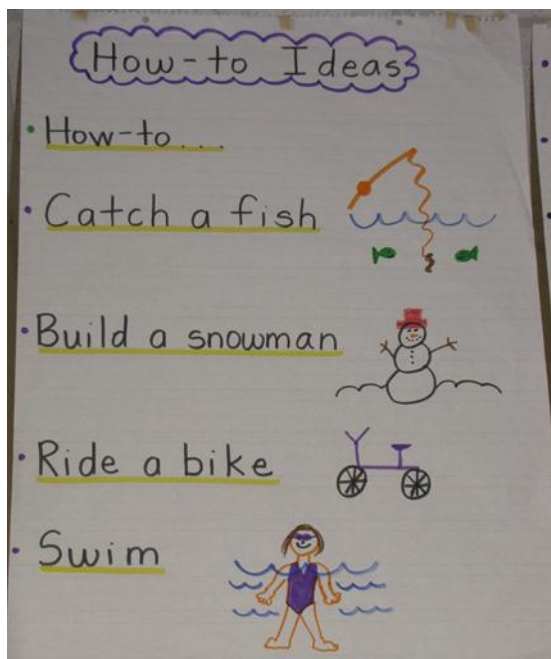 How-to Ideas
• How-to...
• Catch a fish
• Build a snowman
• Ride a bike
• Swim